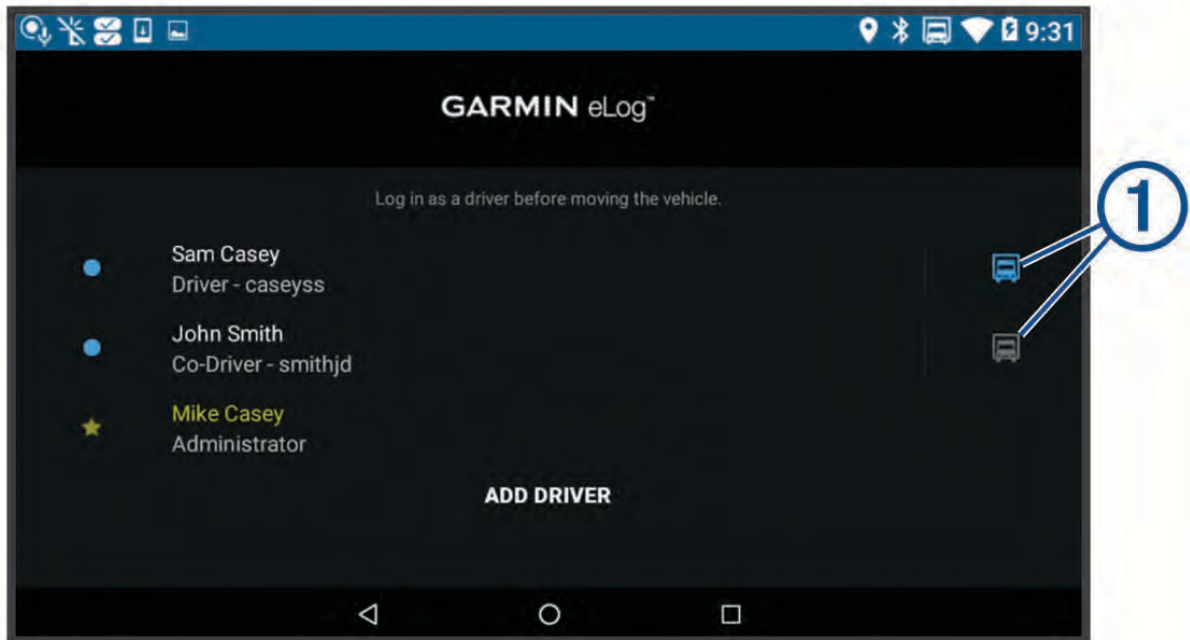 9:31
GARMIN eLog™
Log in as a driver before moving the vehicle.
Sam Casey
Driver - caseyss
1
John Smith
Co-Driver - smithjd
Mike Casey
Administrator
ADD DRIVER